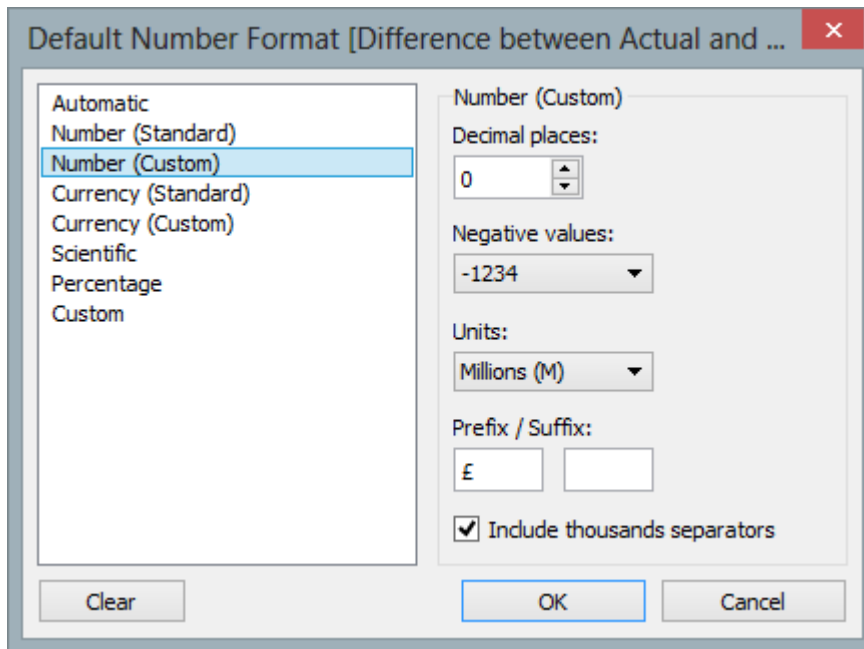 Default Number Format [Difference between Actual and ...
Automatic
Number (Standard)
Number (Custom)
Currency (Standard)
Currency (Custom)
Scientific
Percentage
Custom
Number (Custom)
Decimal places:
0
Negative values:
-1234
Units:
Millions (M)
Prefix / Suffix:
£
Include thousands separators
Clear
OK
Cancel